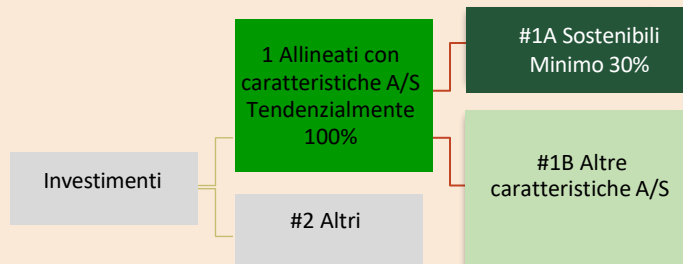 Investimenti
1 Allineati con
caratteristiche A/S
Tendenzialmente
100%
#2 Altri
#1A Sostenibili
Minimo 30%
#1B Altre
caratteristiche A/S